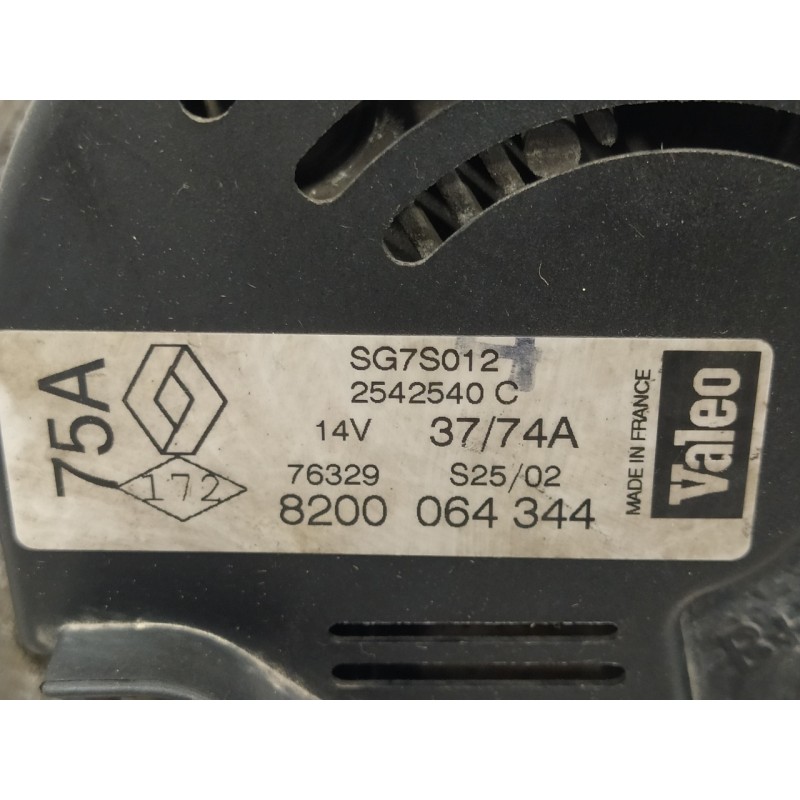 75A
172
SG7S012
2542540 C
14V 37/74A
76329 S25/02
8200 064 344
MADE IN FRANCE
Valeo